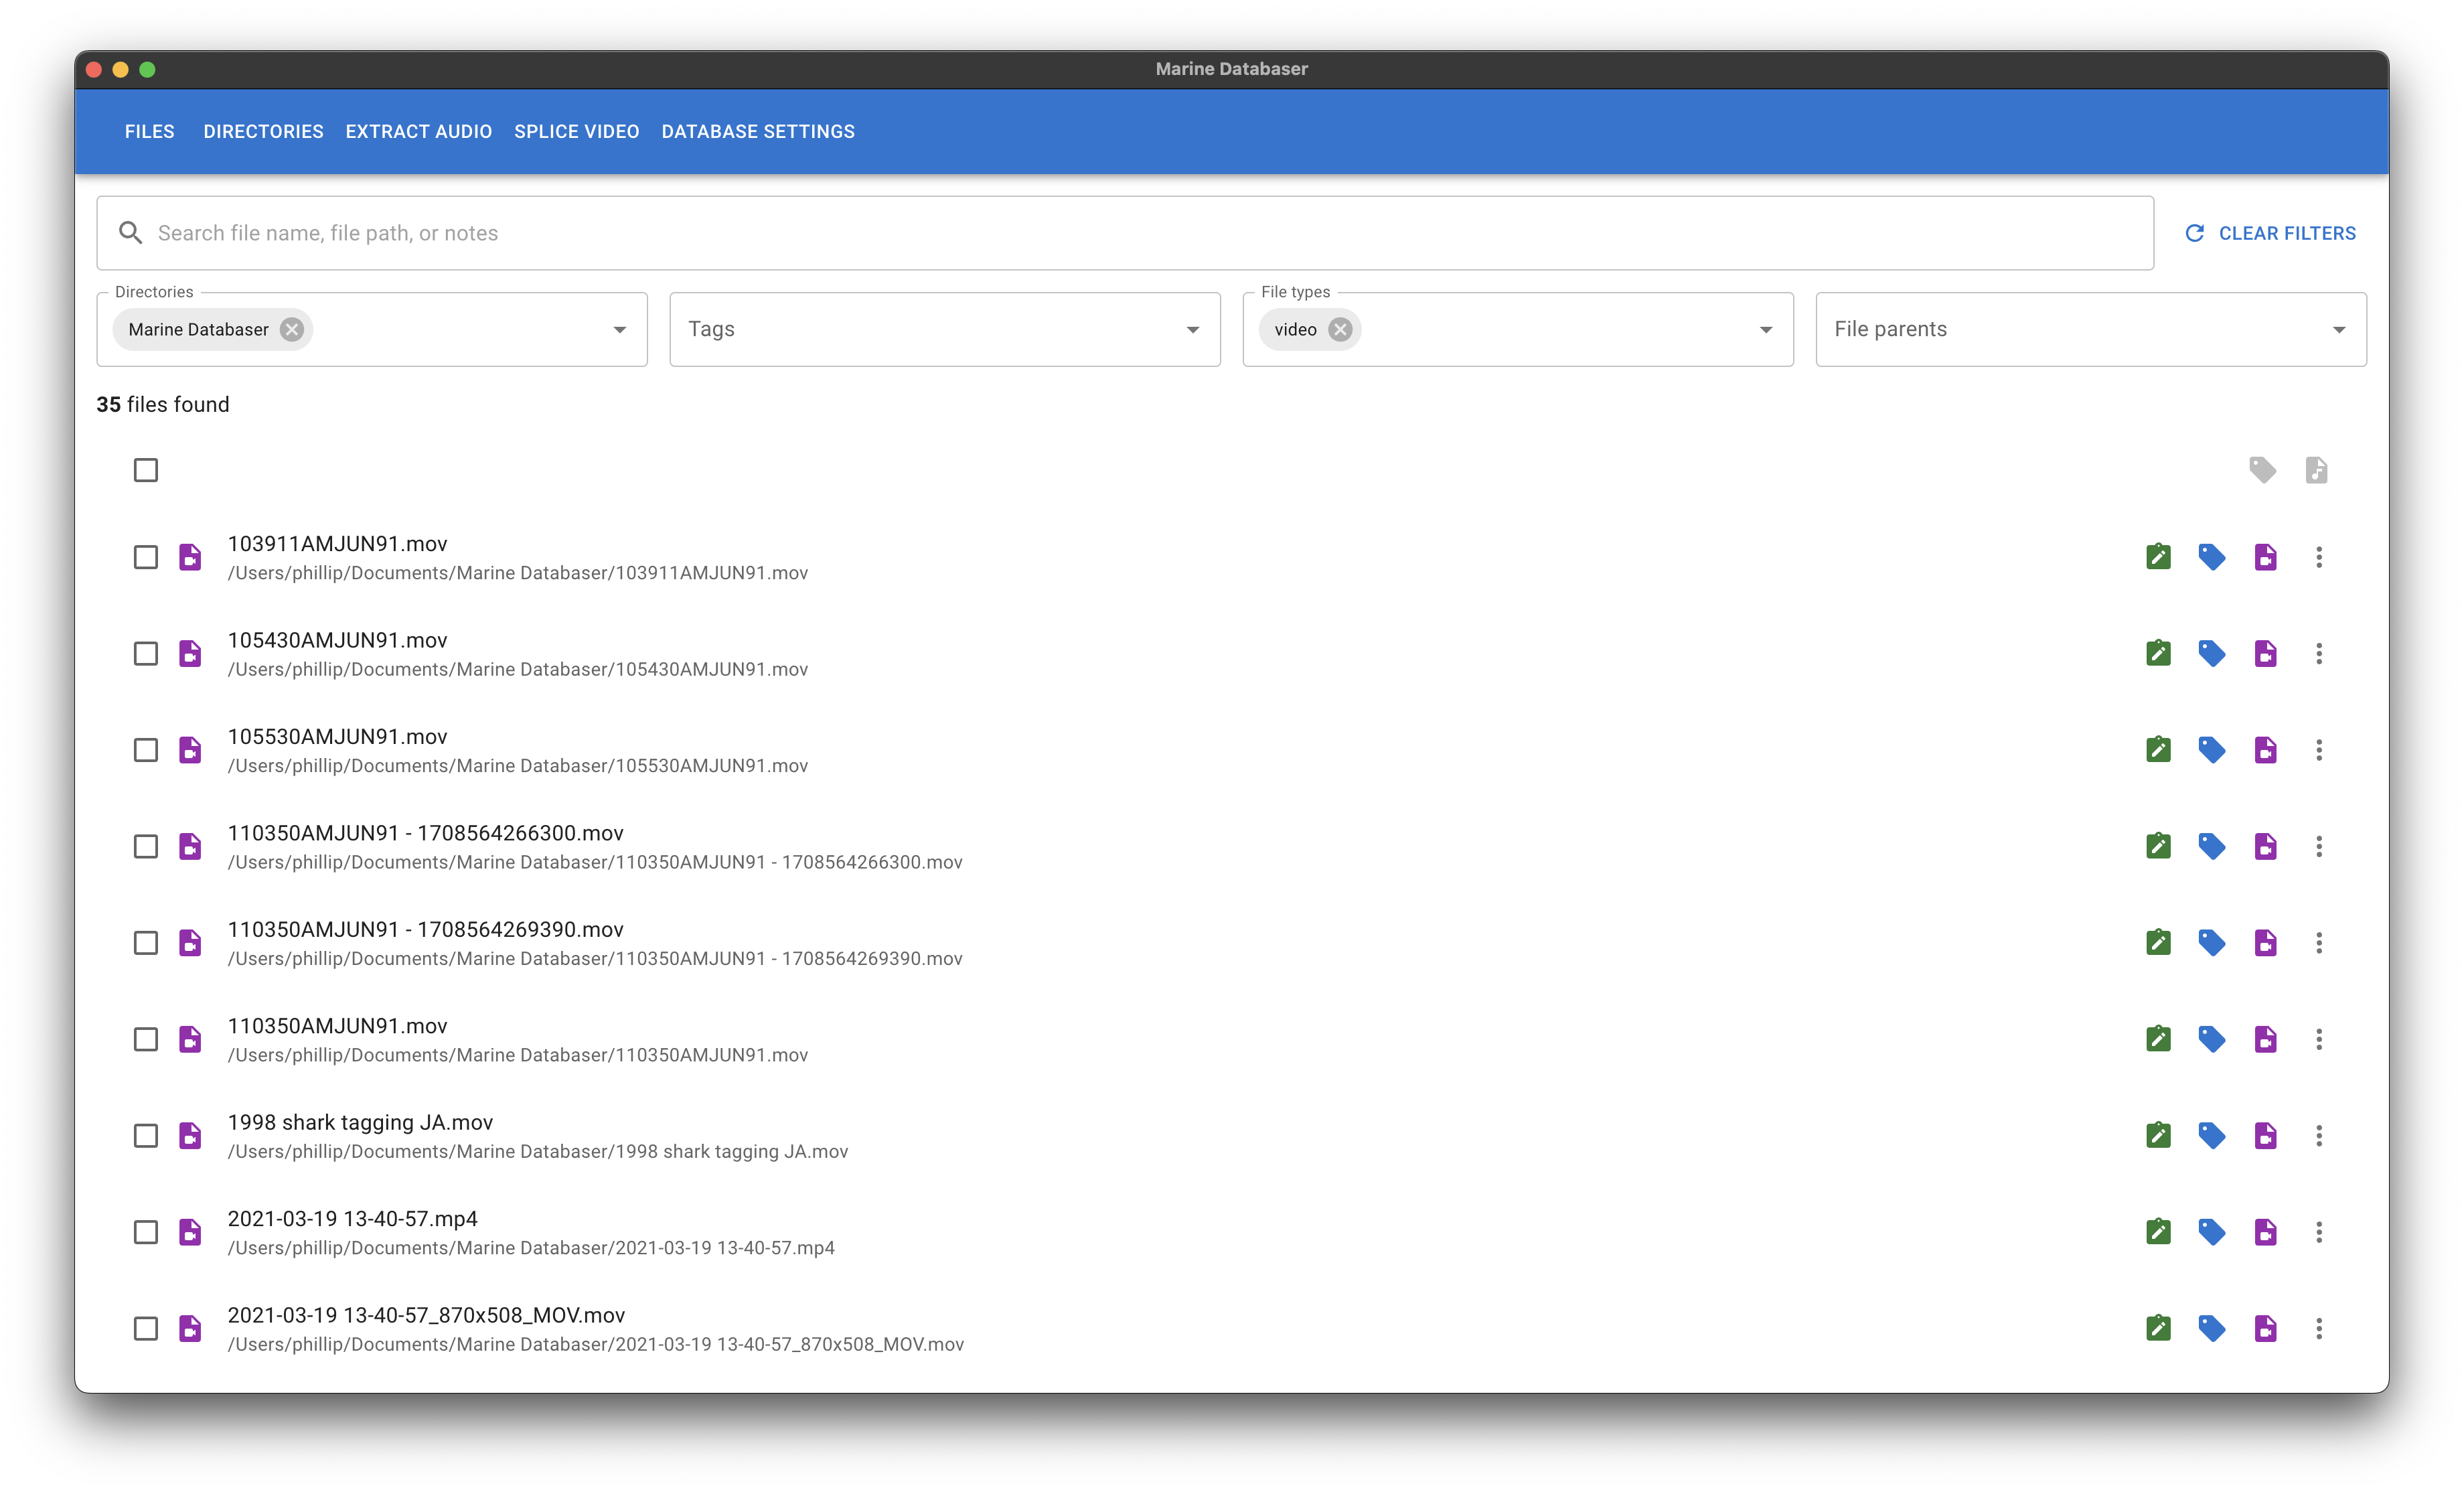 Marine Databaser
FILES DIRECTORIES EXTRACT AUDIO SPLICE VIDEO DATABASE SETTINGS
Search file name, file path, or notes
CLEAR FILTERS
Directories
Marine Databaser
Tags
File types
video
File parents
35 files found
103911AMJUN91.mov
/Users/phillip/Documents/Marine Databaser/103911AMJUN91.mov
105430AMJUN91.mov
/Users/phillip/Documents/Marine Databaser/105430AMJUN91.mov
105530AMJUN91.mov
/Users/phillip/Documents/Marine Databaser/105530AMJUN91.mov
110350AMJUN91 - 1708564266300.mov
/Users/phillip/Documents/Marine Databaser/110350AMJUN91 - 1708564266300.mov
110350AMJUN91 - 1708564269390.mov
/Users/phillip/Documents/Marine Databaser/110350AMJUN91 - 1708564269390.mov
110350AMJUN91.mov
/Users/phillip/Documents/Marine Databaser/110350AMJUN91.mov
1998 shark tagging JA.mov
/Users/phillip/Documents/Marine Databaser/1998 shark tagging JA.mov
2021-03-19 13-40-57.mp4
/Users/phillip/Documents/Marine Databaser/2021-03-19 13-40-57.mp4
2021-03-19 13-40-57_870x508_MOV.mov
/Users/phillip/Documents/Marine Databaser/2021-03-19 13-40-57_870x508_MOV.mov